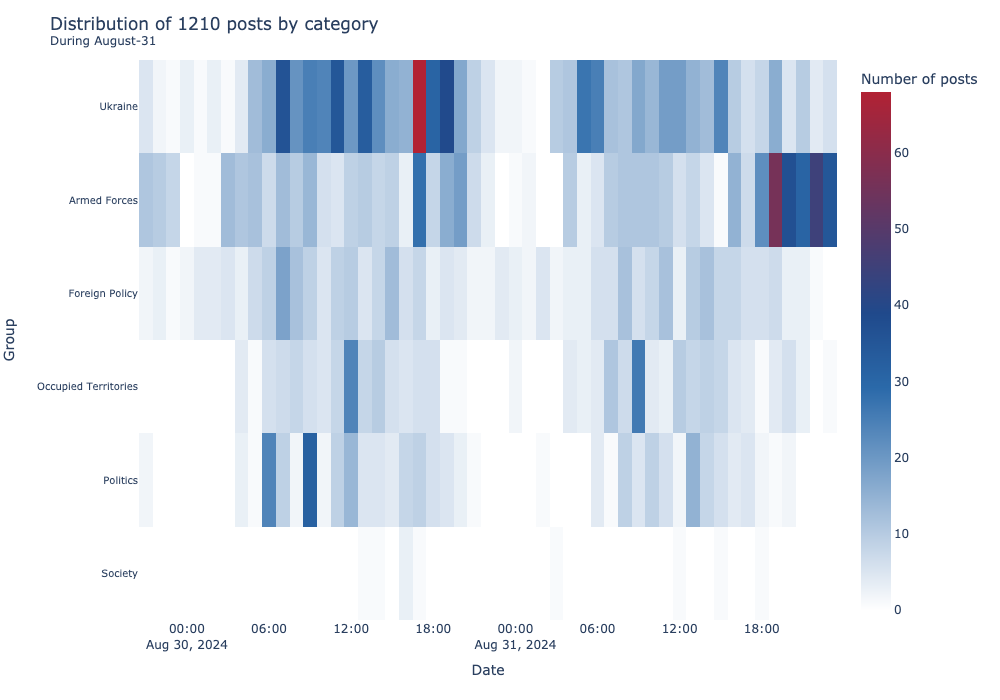 Distribution of 1210 posts by category
During August-31
Number of posts
Group
Ukraine
Armed Forces
Foreign Policy
Occupied Territories
Politics
Society
60
50
40
30
20
10
0
00:00 06:00 12:00 18:00 00:00 06:00 12:00 18:00
Aug 30, 2024 Aug 31, 2024
Date